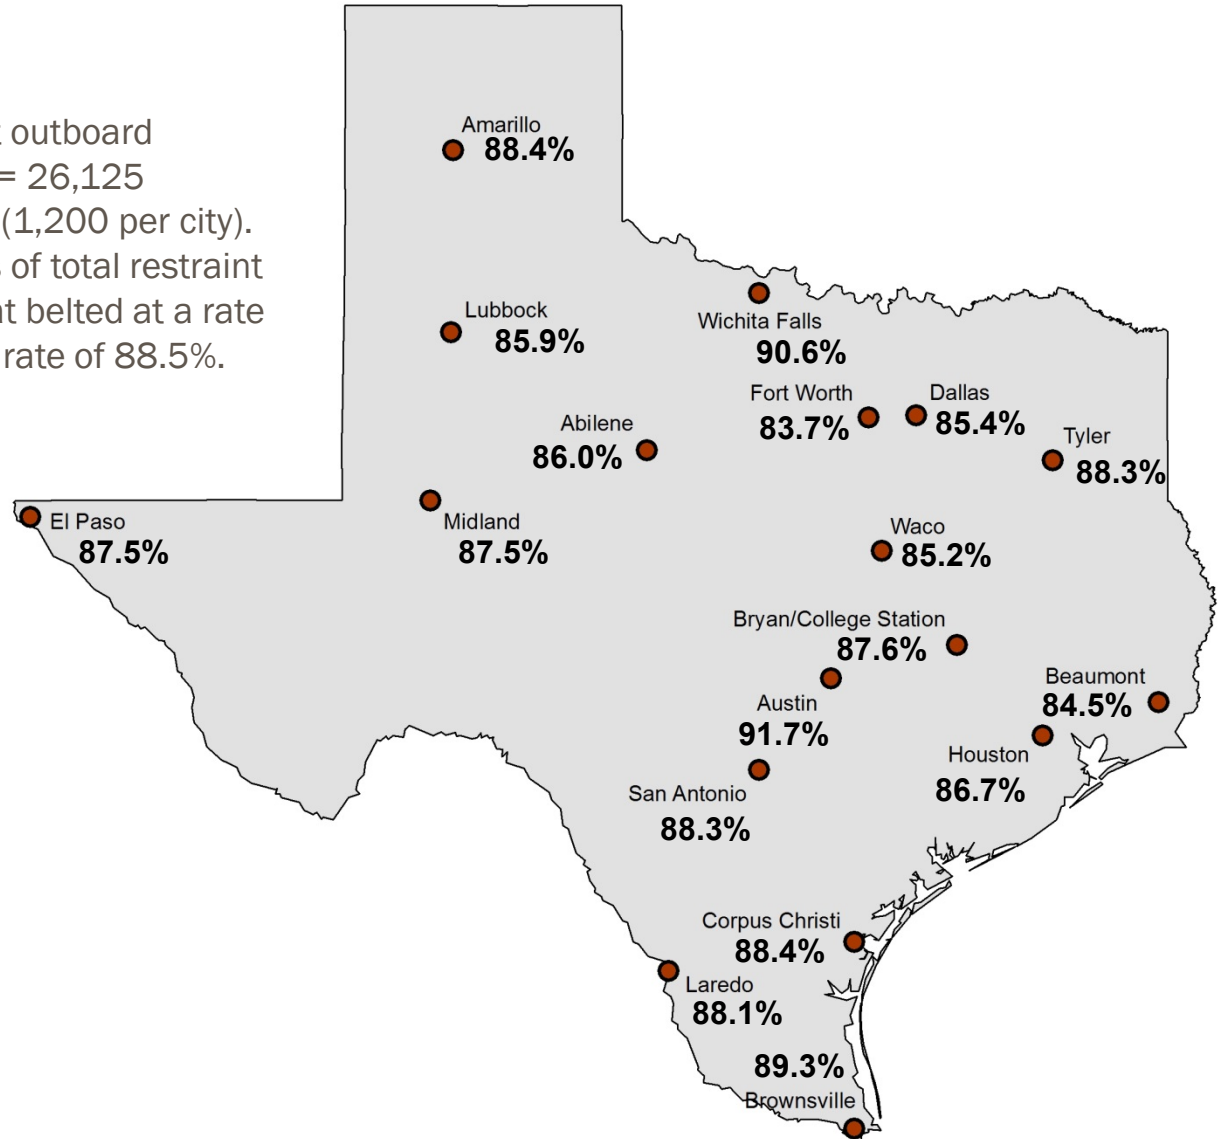 outboard
= 26,125
(1,200 per city).
of total restraint
belted at a rate
rate of 88.5%.
Amarillo
88.4%
Lubbock
85.9%
Wichita Falls
90.6%
Fort Worth
83.7%
Dallas
85.4%
Abilene
86.0%
Tyler
88.3%
El Paso
87.5%
Midland
87.5%
Waco
85.2%
Bryan/College Station
87.6%
Austin
91.7%
Beaumont
84.5%
Houston
86.7%
San Antonio
88.3%
Corpus Christi
88.4%
Laredo
88.1%
89.3%
Brownsville